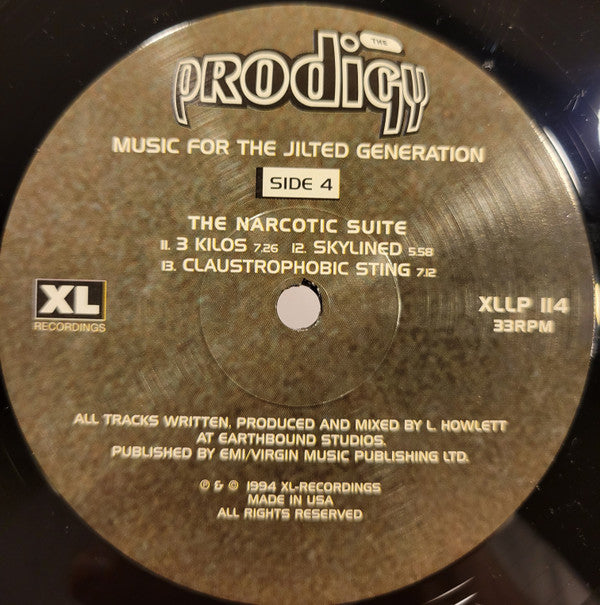 THE
PRODIGY
MUSIC FOR THE JILTED GENERATION
SIDE 4
THE NARCOTIC SUITE
11. 3 KILOS 7.26 12. SKYLINED 5.58
13. CLAUSTROPHOBIC STING 7.12
XL
RECORDINGS
XLLP 114
33RPM
ALL TRACKS WRITTEN, PRODUCED AND MIXED BY L. HOWLETT
AT EARTHBOUND STUDIOS.
PUBLISHED BY EMI/VIRGIN MUSIC PUBLISHING LTD.
℗ & © 1994 XL-RECORDINGS
MADE IN USA
ALL RIGHTS RESERVED